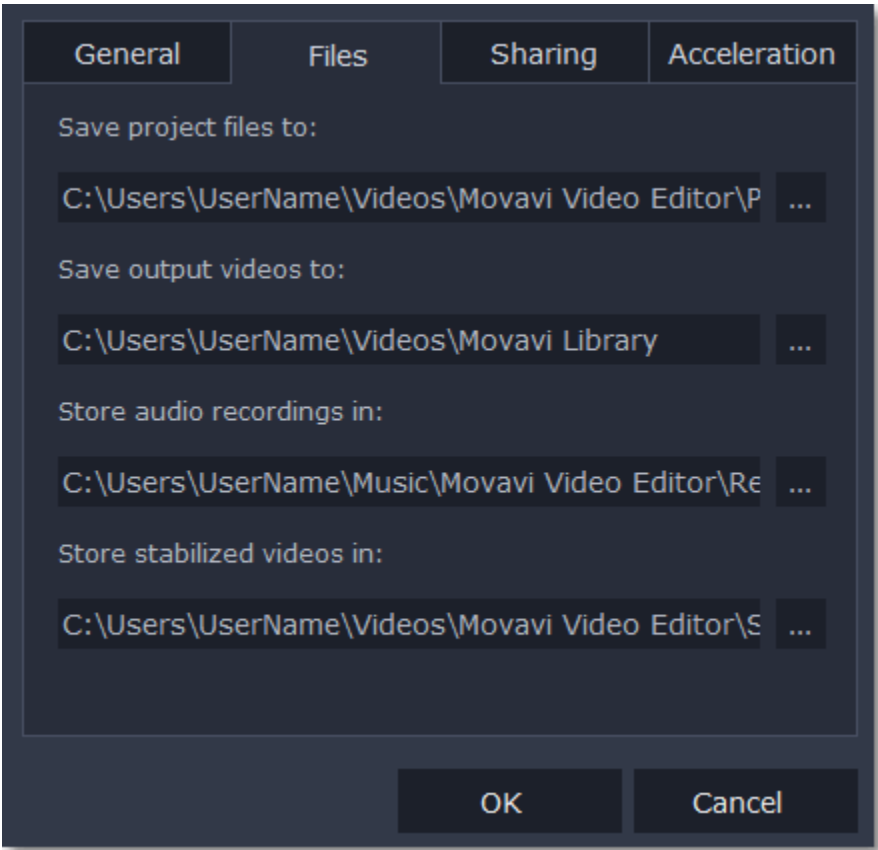 General Files Sharing Acceleration
Save project files to:
C:\Users\UserName\Videos\Movavi Video Editor\P ...
Save output videos to:
C:\Users\UserName\Videos\Movavi Library ...
Store audio recordings in:
C:\Users\UserName\Music\Movavi Video Editor\Re ...
Store stabilized videos in:
C:\Users\UserName\Videos\Movavi Video Editor\S ...
OK Cancel